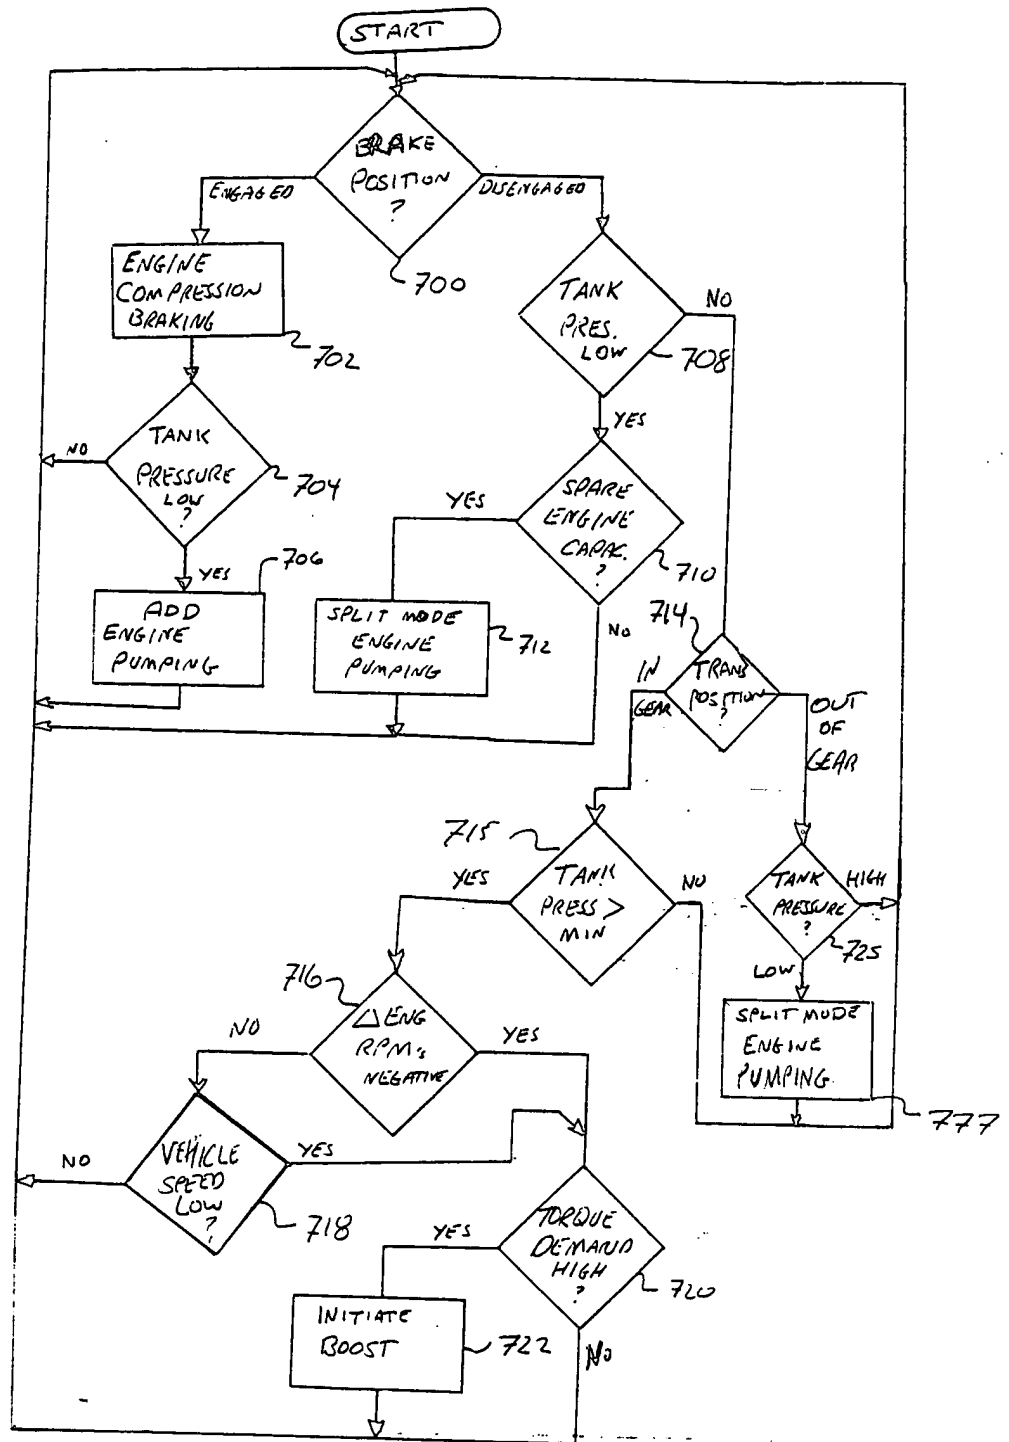 START
BRAKE
POSITION
?
ENGAGED
DISENGAGED
700
ENGINE
COMPRESSION
BRAKING
702
TANK
PRES.
LOW
NO
708
YES
TANK
PRESSURE
LOW
?
NO
704
YES
SPARE
ENGINE
CAPAC.
?
YES
710
NO
706
ADD
ENGINE
PUMPING
SPLIT MODE
ENGINE
PUMPING
712
714
TRANS
POSITION
?
IN
GEAR
OUT
OF
GEAR
715
TANK
PRESS >
MIN
YES
NO
TANK
PRESSURE
?
HIGH
725
LOW
SPLIT MODE
ENGINE
PUMPING
777
716
△ ENG
RPM's
NEGATIVE
NO
YES
VEHICLE
SPEED
LOW
?
NO
YES
718
TORQUE
DEMAND
HIGH
?
YES
720
NO
INITIATE
BOOST
722